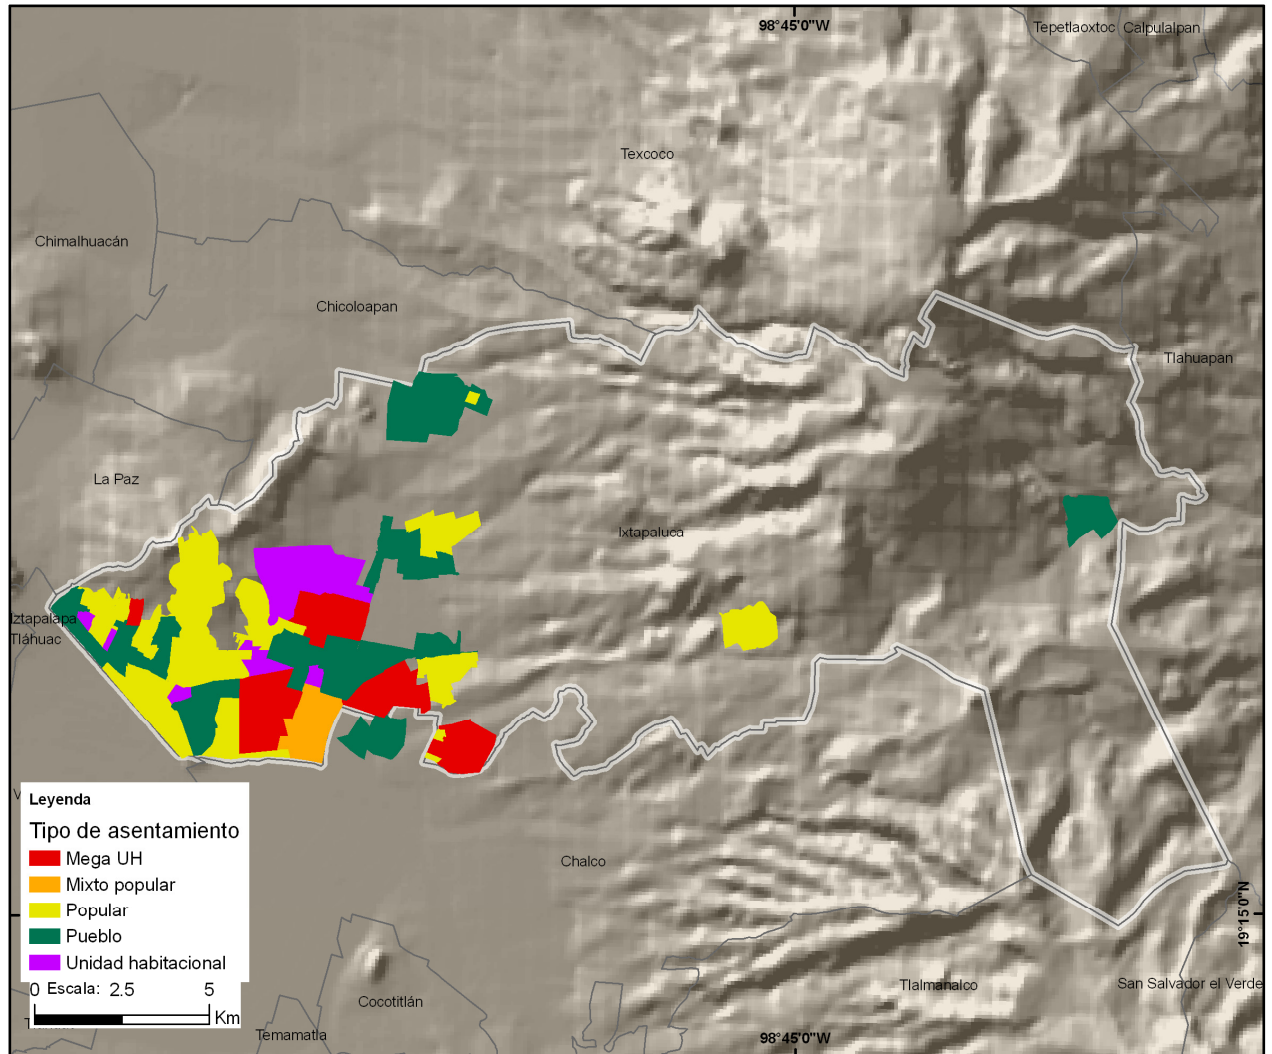 98°45'0"W
Tepetlaoxtoc Calpulalpan
Texcoco
Chimalhuacán
Chicoloapan
Tlahuapan
La Paz
Ixtapaluca
Iztapalapa
Tláhuac
Leyenda
Tipo de asentamiento
Mega UH
Mixto popular
Popular
Pueblo
Unidad habitacional
0 Escala: 2.5 5
Km
Chalco
19°15'0"N
Tlalmanalco
San Salvador el Verde
Cocotitlán
Temamatla
98°45'0"W